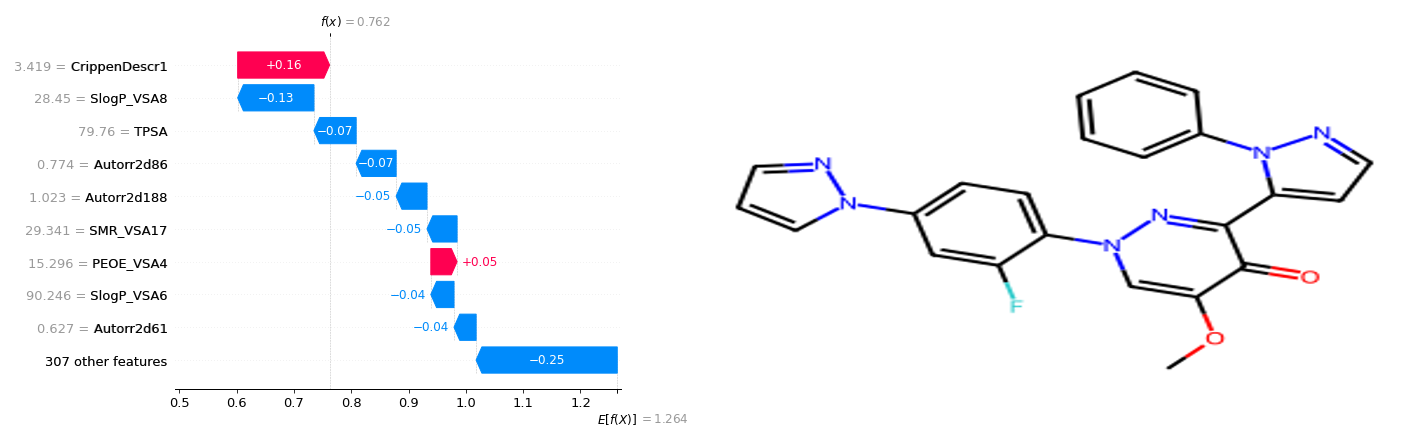 f(x) = 0.762
3.419 = CrippenDescr1
+0.16
28.45 = SlogP_VSA8
−0.13
79.76 = TPSA
−0.07
0.774 = Autorr2d86
−0.07
1.023 = Autorr2d188
−0.05
29.341 = SMR_VSA17
−0.05
15.296 = PEOE_VSA4
+0.05
90.246 = SlogP_VSA6
−0.04
0.627 = Autorr2d61
−0.04
307 other features
−0.25
0.5 0.6 0.7 0.8 0.9 1.0 1.1 1.2
E[f(X)] = 1.264
N
N
N
N
N
N
F
O
O